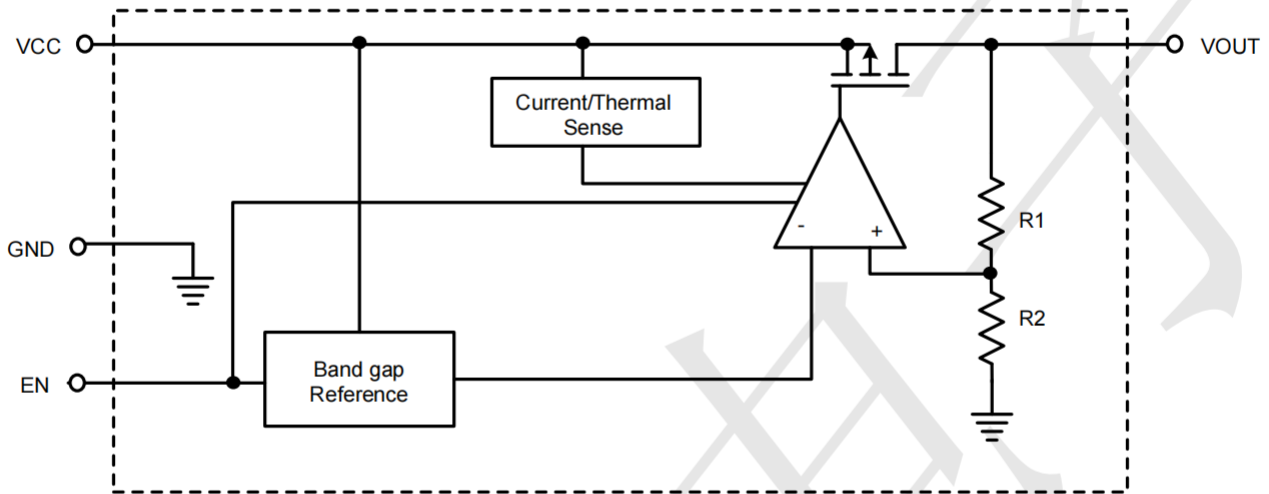 VCC
VOUT
Current/Thermal
Sense
-
+
R1
GND
R2
EN
Band gap
Reference